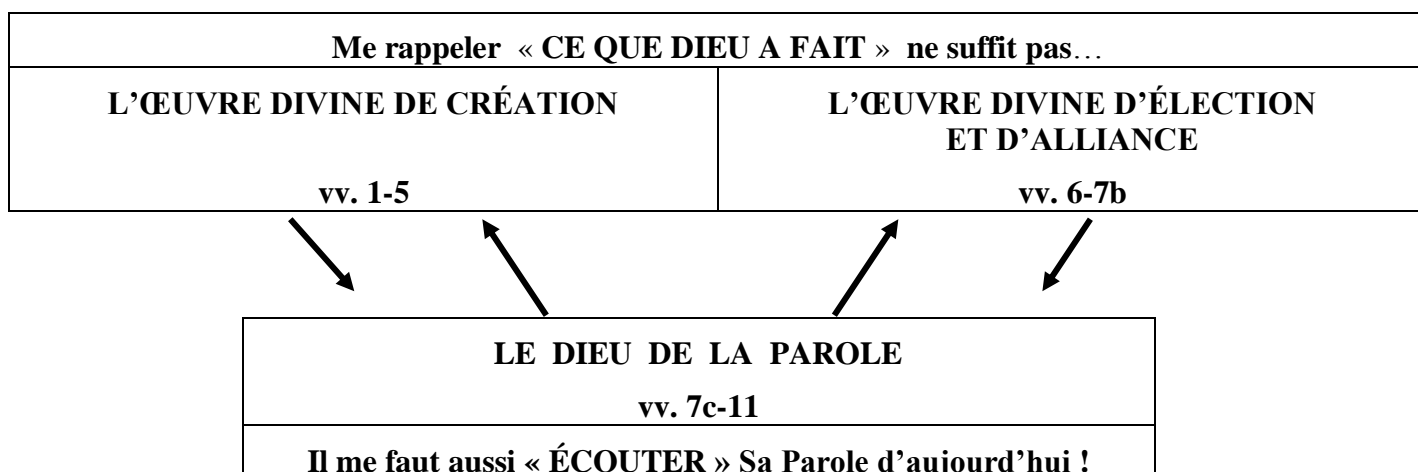 Me rappeler « CE QUE DIEU A FAIT » ne suffit pas…
L’ŒUVRE DIVINE DE CRÉATION
vv. 1-5
L’ŒUVRE DIVINE D’ÉLECTION
ET D’ALLIANCE
vv. 6-7b
LE DIEU DE LA PAROLE
vv. 7c-11
Il me faut aussi « ÉCOUTER » Sa Parole d’aujourd’hui !